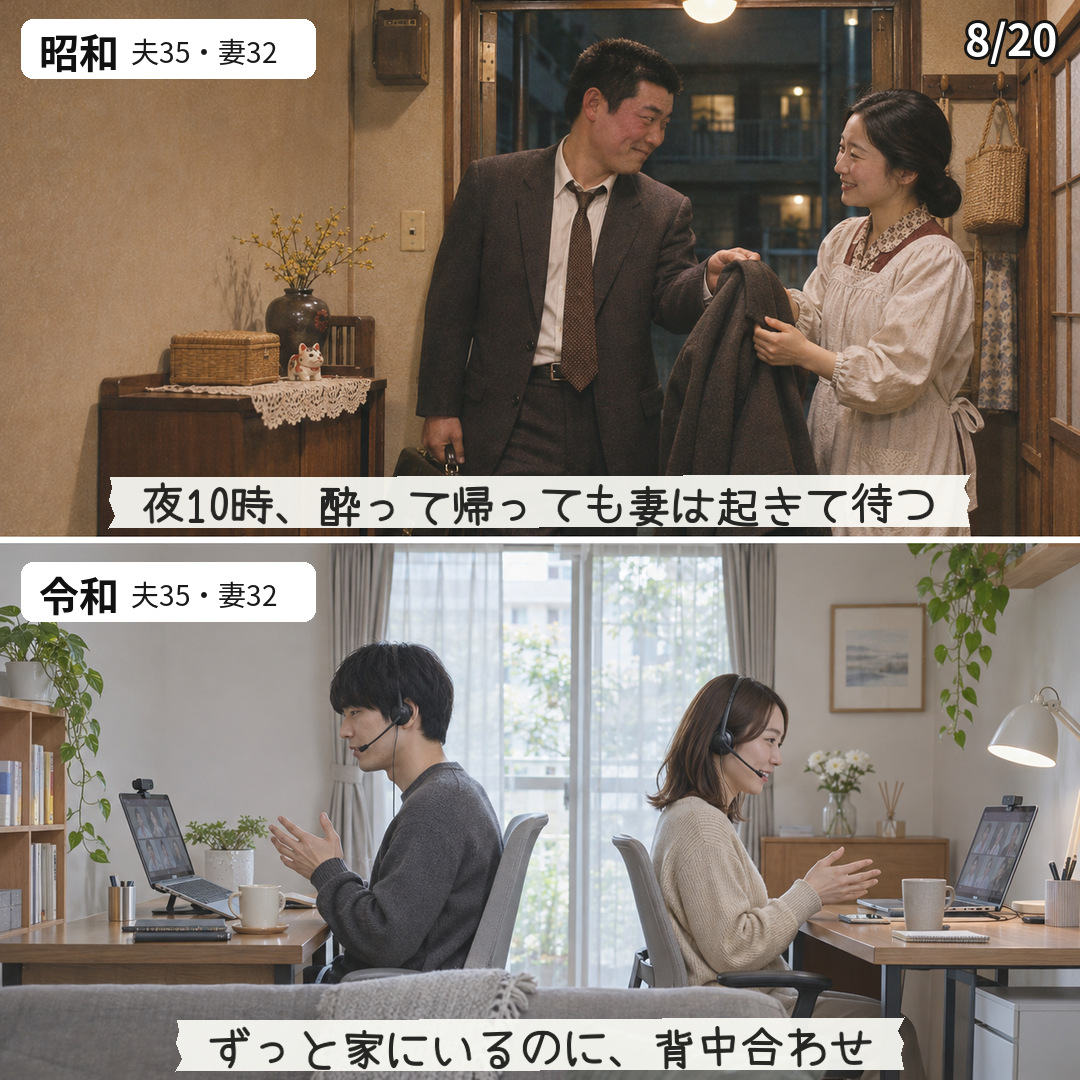 昭和 夫35・妻32
8/20
夜10時、酔って帰っても妻は起きて待つ
令和 夫35・妻32
ずっと家にいるのに、背中合わせ